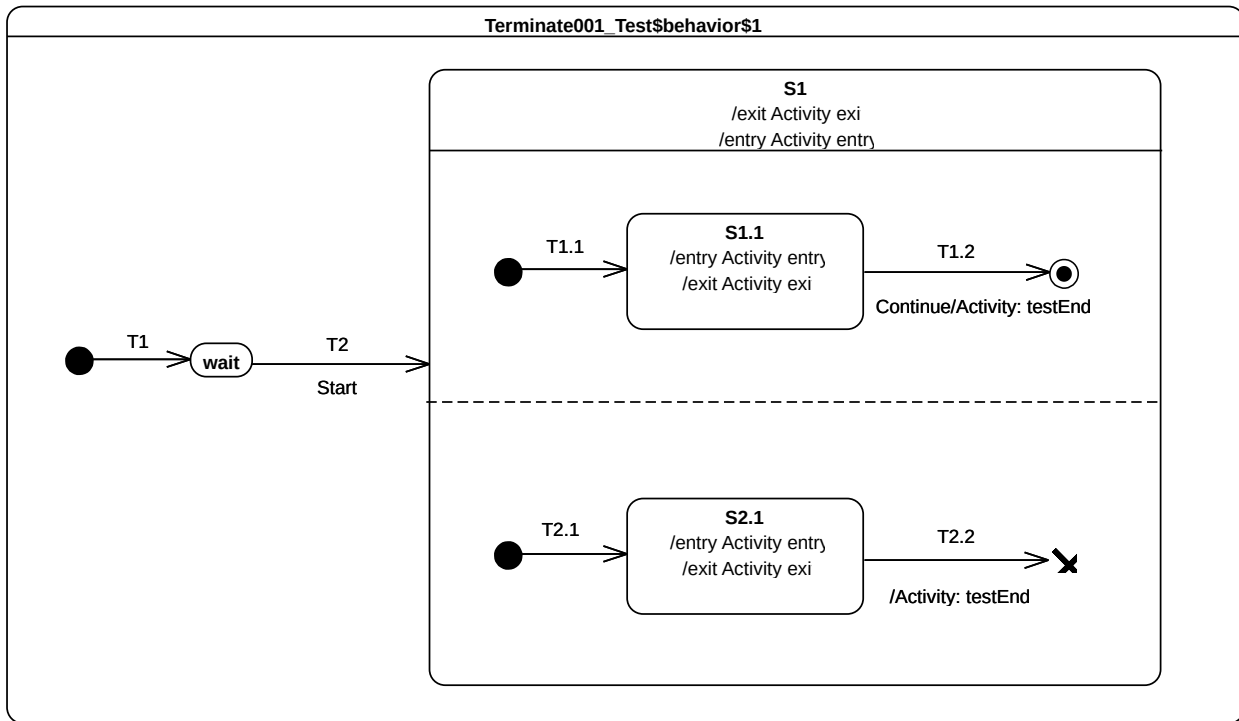 Terminate001_Test$behavior$1
S1
/exit Activity exi
/entry Activity entry
T1.1
S1.1
/entry Activity entry
/exit Activity exi
T1.2
Continue/Activity: testEnd
T1
wait
T2
Start
T2.1
S2.1
/entry Activity entry
/exit Activity exi
T2.2
/Activity: testEnd